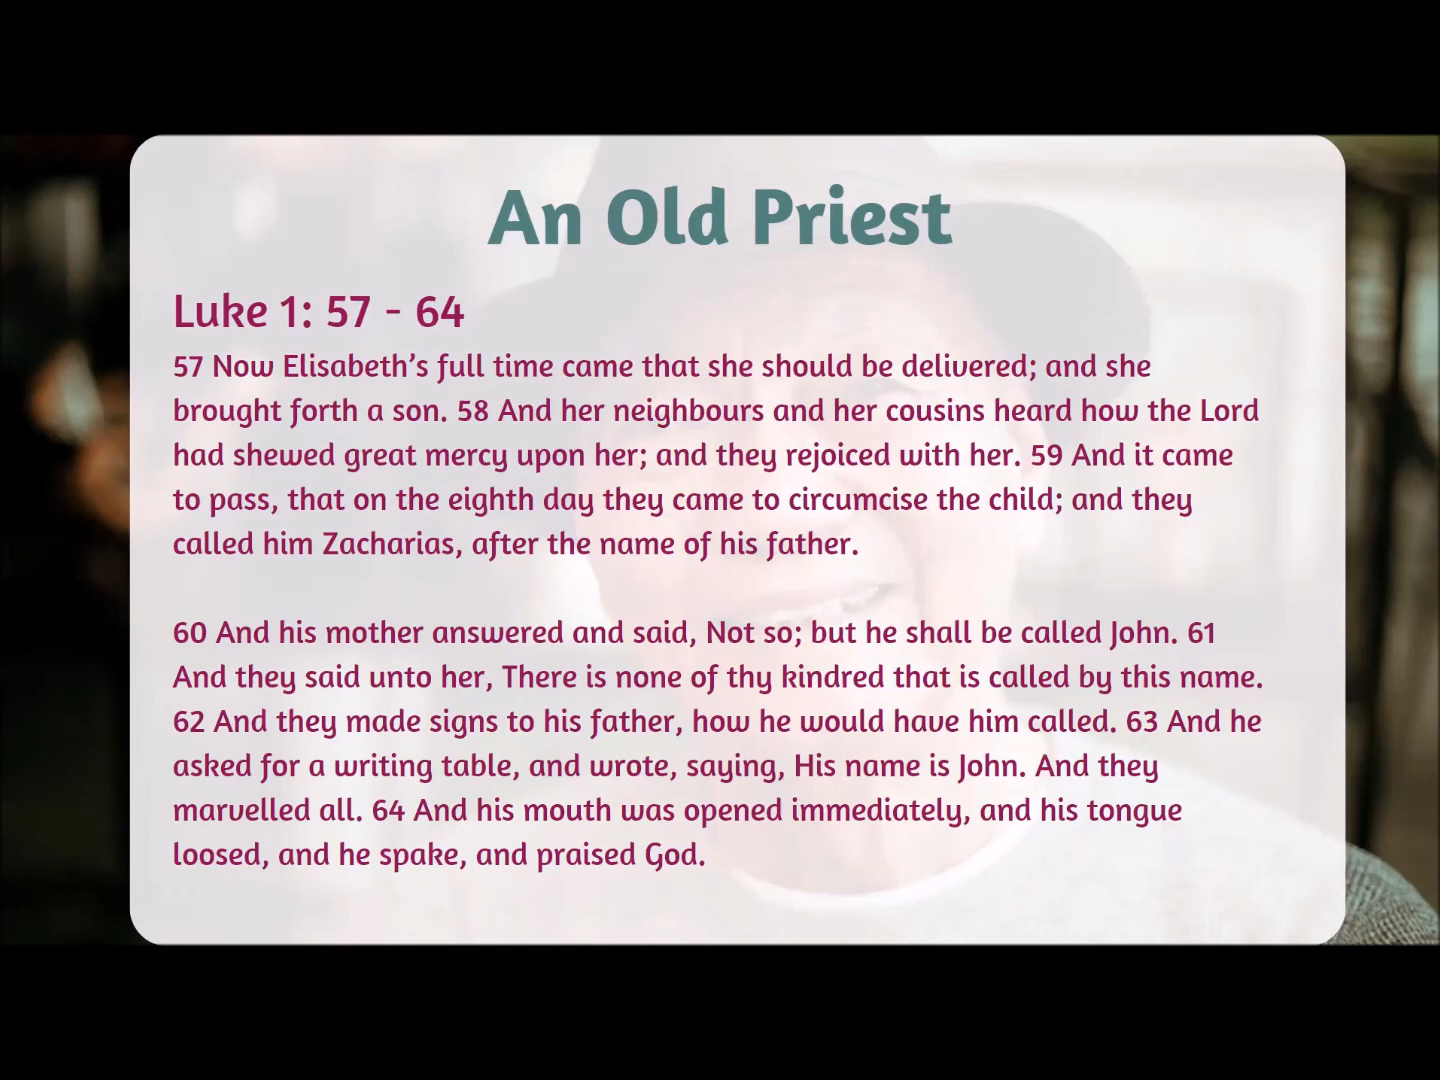 An Old Priest
Luke 1: 57 - 64
57 Now Elisabeth’s full time came that she should be delivered; and she
brought forth a son. 58 And her neighbours and her cousins heard how the Lord
had shewed great mercy upon her; and they rejoiced with her. 59 And it came
to pass, that on the eighth day they came to circumcise the child; and they
called him Zacharias, after the name of his father.
60 And his mother answered and said, Not so; but he shall be called John. 61
And they said unto her, There is none of thy kindred that is called by this name.
62 And they made signs to his father, how he would have him called. 63 And he
asked for a writing table, and wrote, saying, His name is John. And they
marvelled all. 64 And his mouth was opened immediately, and his tongue
loosed, and he spake, and praised God.